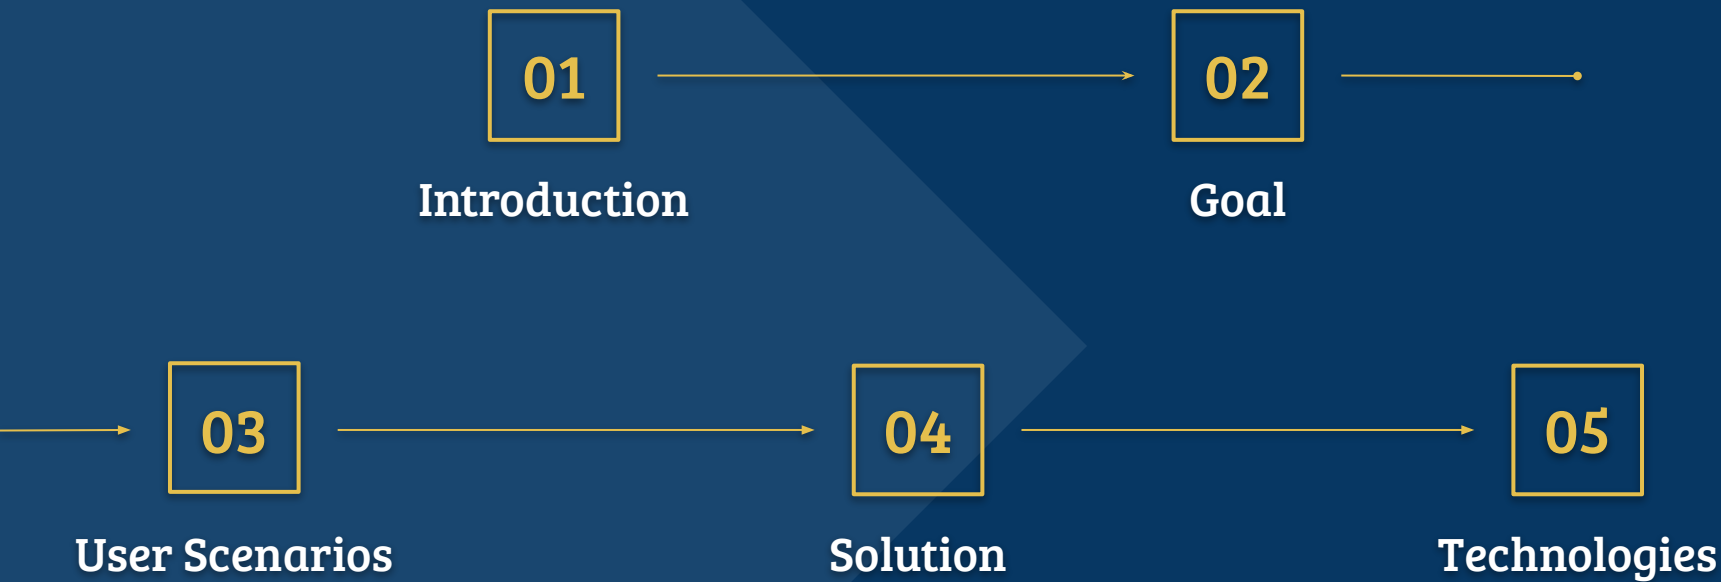 01
02
Introduction
Goal
03
04
05
User Scenarios
Solution
Technologies